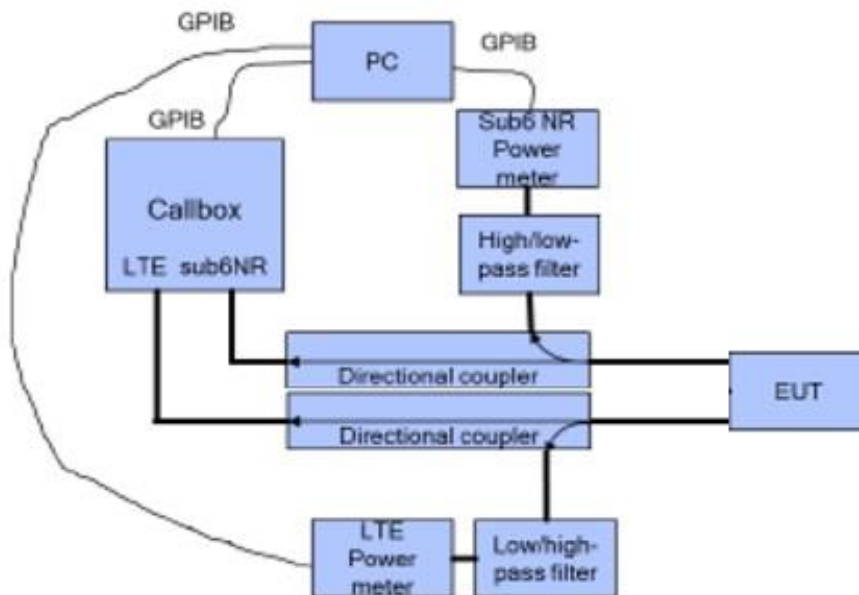 GPIB
PC
GPIB
GPIB
Sub6 NR
Power
meter
Callbox
LTE sub6NR
High/low-
pass filter
Directional coupler
EUT
Directional coupler
LTE
Power
meter
Low/high-
pass filter